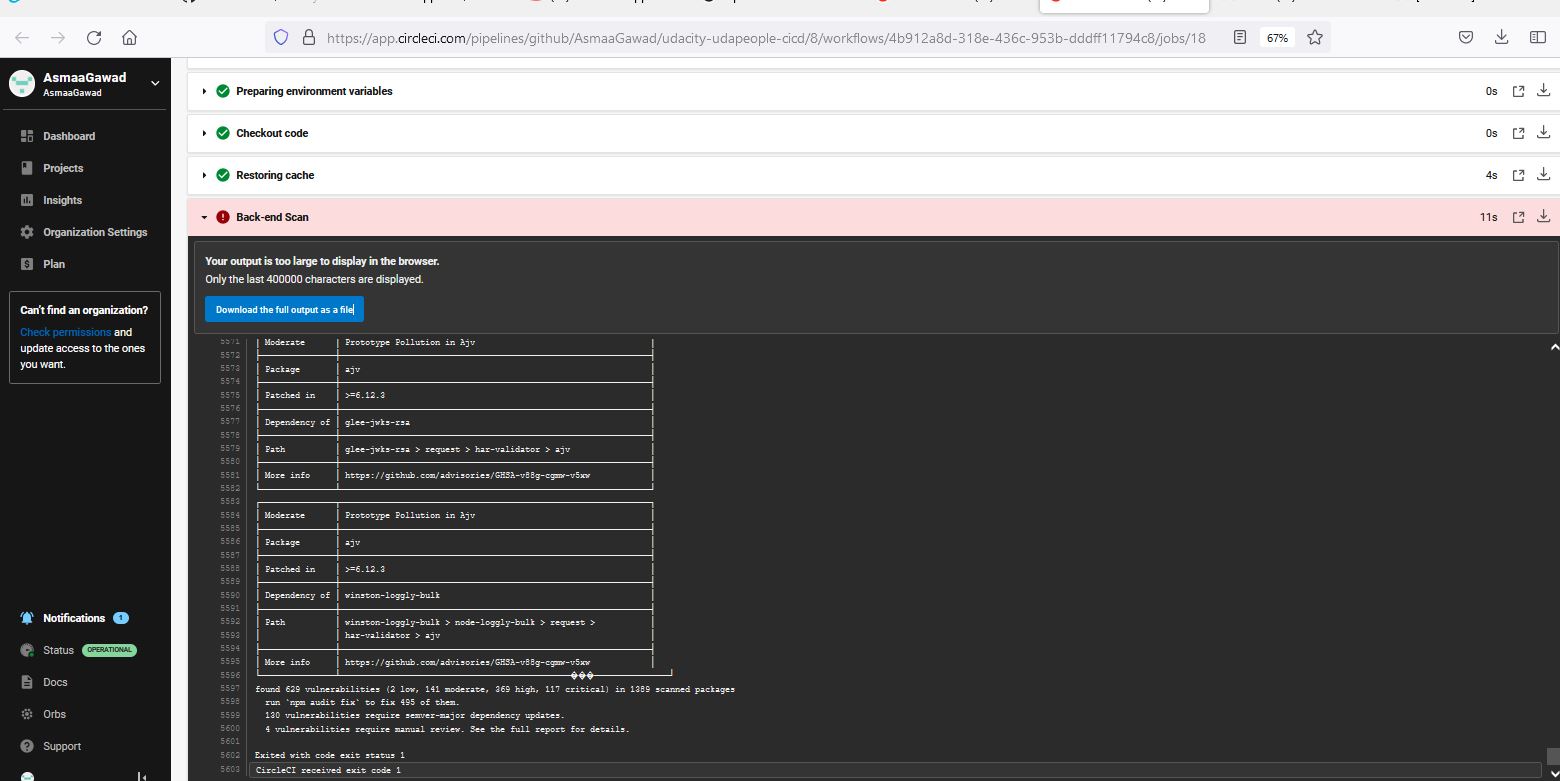 https://app.circleci.com/pipelines/github/AsmaaGawad/udacity-udapeople-cicd/8/workflows/4b912a8d-318e-436c-953b-dddff11794c8/jobs/18
67%
AsmaaGawad
AsmaaGawad
Dashboard
Projects
Insights
Organization Settings
Plan
Can't find an organization?
Check permissions and
update access to the ones
you want.
Notifications 1
Status OPERATIONAL
Docs
Orbs
Support
Preparing environment variables 0s
Checkout code 0s
Restoring cache 4s
Back-end Scan 11s
Your output is too large to display in the browser.
Only the last 400000 characters are displayed.
Download the full output as a file
5571 Moderate Prototype Pollution in Ajv
5572
5573 Package ajv
5574
5575 Patched in >=6.12.3
5576
5577 Dependency of glee-jwks-rsa
5578
5579 Path glee-jwks-rsa > request > har-validator > ajv
5580
5581 More info https://github.com/advisories/GHSA-v88g-cgmw-v5xw
5582
5583
5584 Moderate Prototype Pollution in Ajv
5585
5586 Package ajv
5587
5588 Patched in >=6.12.3
5589
5590 Dependency of winston-loggly-bulk
5591
5592 Path winston-loggly-bulk > node-loggly-bulk > request >
5593 har-validator > ajv
5594
5595 More info https://github.com/advisories/GHSA-v88g-cgmw-v5xw
5596 ���
5597 found 629 vulnerabilities (2 low, 141 moderate, 369 high, 117 critical) in 1389 scanned packages
5598 run `npm audit fix` to fix 495 of them.
5599 130 vulnerabilities require semver-major dependency updates.
5600 4 vulnerabilities require manual review. See the full report for details.
5601
5602 Exited with code exit status 1
5603 CircleCI received exit code 1